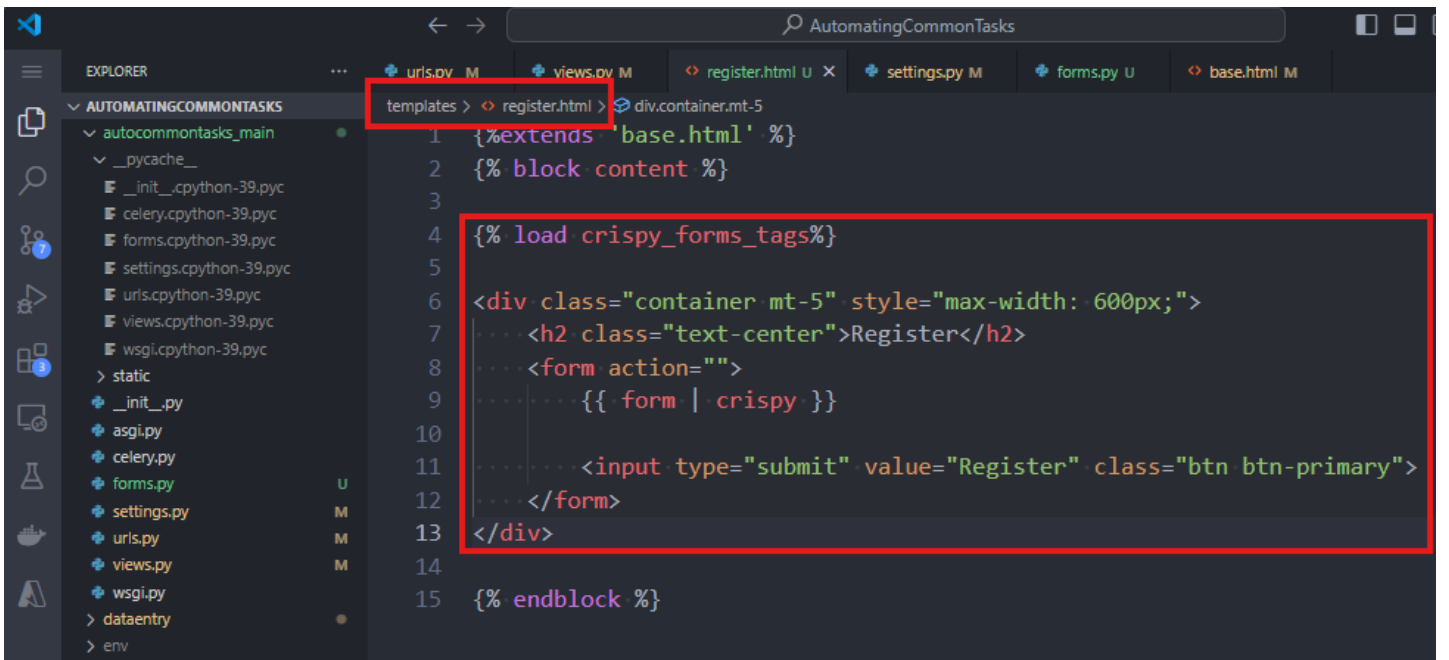 AutomatingCommonTasks
EXPLORER
urls.py M
views.py M
register.html U
settings.py M
forms.py U
base.html M
AUTOMATINGCOMMONTASKS
templates > register.html > div.container.mt-5
autocommontasks_main
__pycache__
__init__.cpython-39.pyc
celery.cpython-39.pyc
forms.cpython-39.pyc
settings.cpython-39.pyc
urls.cpython-39.pyc
views.cpython-39.pyc
wsgi.cpython-39.pyc
static
__init__.py
asgi.py
celery.py
forms.py U
settings.py M
urls.py M
views.py M
wsgi.py
dataentry
env
7
3
1 {%extends 'base.html' %}
2 {% block content %}
3
4 {% load crispy_forms_tags%}
5
6 <div class="container mt-5" style="max-width: 600px;">
7 <h2 class="text-center">Register</h2>
8 <form action="">
9 {{ form | crispy }}
10
11 <input type="submit" value="Register" class="btn btn-primary">
12 </form>
13 </div>
14
15 {% endblock %}